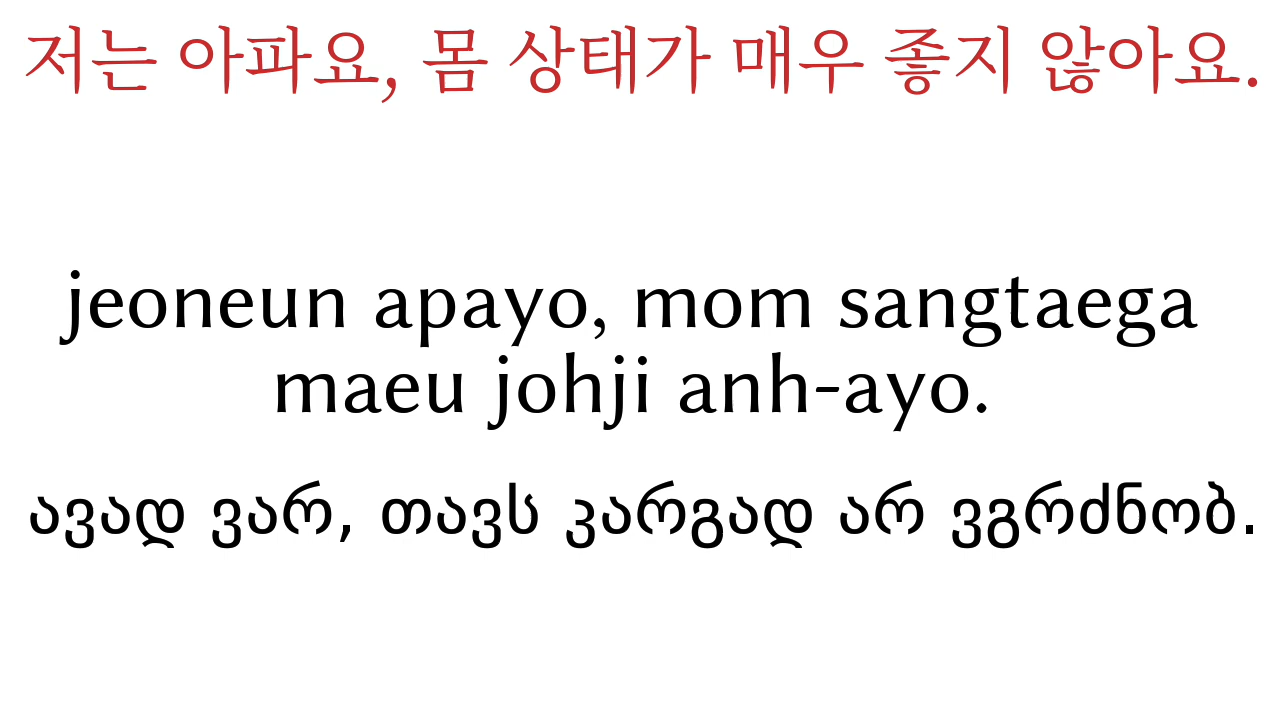 저는 아파요, 몸 상태가 매우 좋지 않아요.
jeoneun apayo, mom sangtaega
maeu johji anh-ayo.
ავად ვარ, თავს კარგად არ ვგრძნობ.